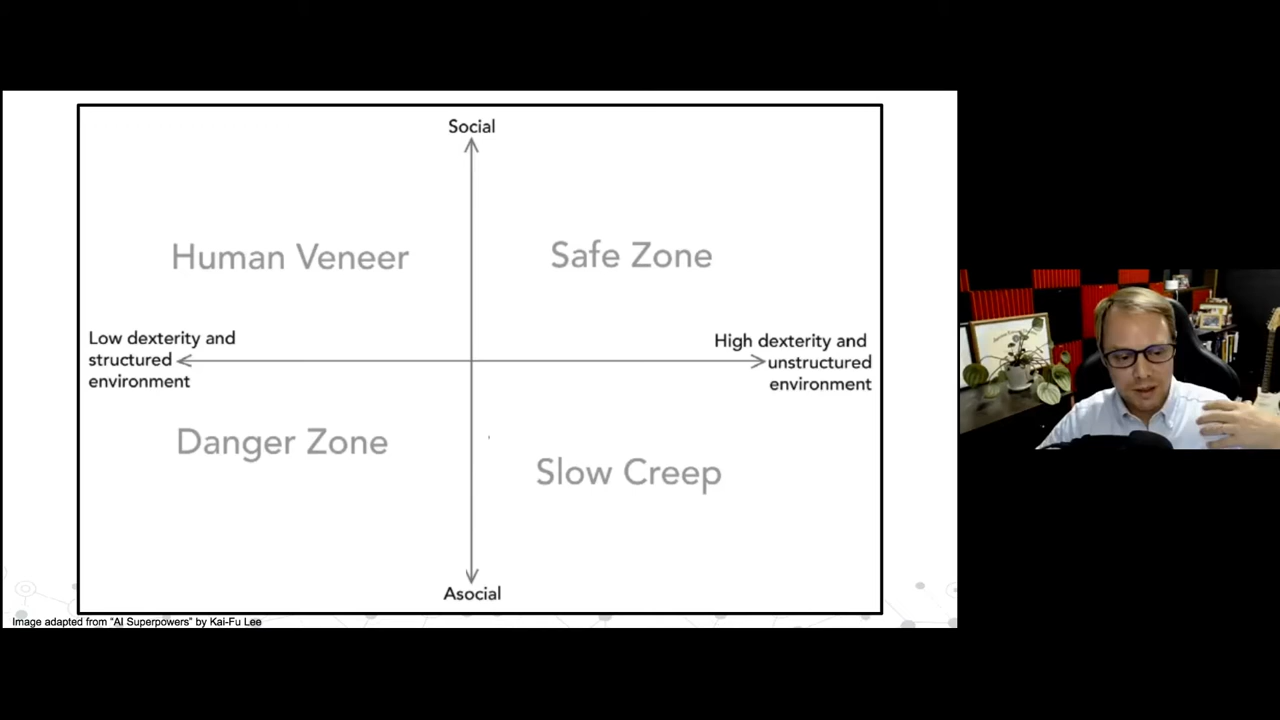 Social
Human Veneer
Safe Zone
Low dexterity and
structured
environment
High dexterity and
unstructured
environment
Danger Zone
Slow Creep
Asocial
Image adapted from "AI Superpowers" by Kai-Fu Lee